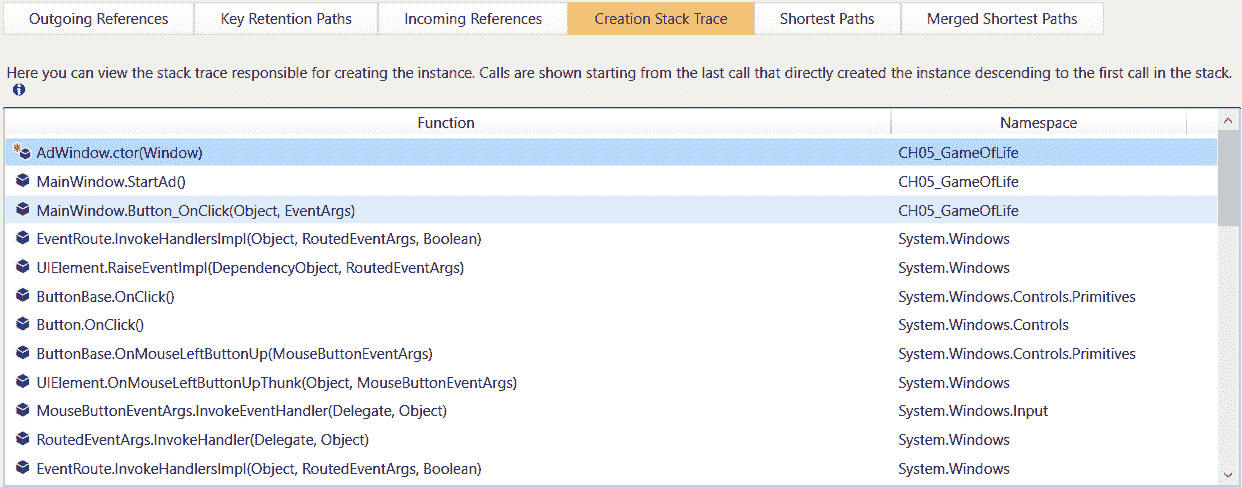 Outgoing References Key Retention Paths Incoming References Creation Stack Trace Shortest Paths Merged Shortest Paths
Here you can view the stack trace responsible for creating the instance. Calls are shown starting from the last call that directly created the instance descending to the first call in the stack.
Function Namespace
AdWindow.ctor(Window) CH05_GameOfLife
MainWindow.StartAd() CH05_GameOfLife
MainWindow.Button_OnClick(Object, EventArgs) CH05_GameOfLife
EventRoute.InvokeHandlersImpl(Object, RoutedEventArgs, Boolean) System.Windows
UIElement.RaiseEventImpl(DependencyObject, RoutedEventArgs) System.Windows
ButtonBase.OnClick() System.Windows.Controls.Primitives
Button.OnClick() System.Windows.Controls
ButtonBase.OnMouseLeftButtonUp(MouseButtonEventArgs) System.Windows.Controls.Primitives
UIElement.OnMouseLeftButtonUpThunk(Object, MouseButtonEventArgs) System.Windows
MouseButtonEventArgs.InvokeEventHandler(Delegate, Object) System.Windows.Input
RoutedEventArgs.InvokeHandler(Delegate, Object) System.Windows
EventRoute.InvokeHandlersImpl(Object, RoutedEventArgs, Boolean) System.Windows